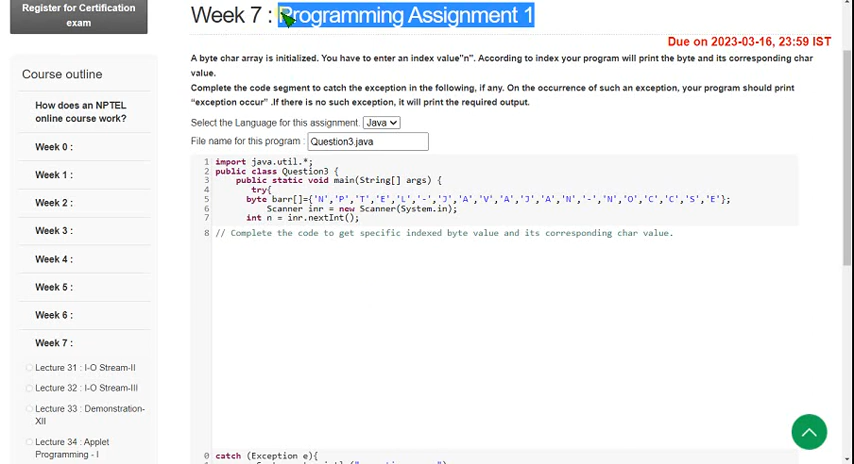 Register for Certification
exam
Week 7 : Programming Assignment 1
Due on 2023-03-16, 23:59 IST
A byte char array is initialized. You have to enter an index value"n". According to index your program will print the byte and its corresponding char
value.
Complete the code segment to catch the exception in the following, if any. On the occurrence of such an exception, your program should print
“exception occur” .If there is no such exception, it will print the required output.
Select the Language for this assignment. Java
File name for this program : Question3.java
Course outline
How does an NPTEL
online course work?
Week 0 :
Week 1 :
Week 2 :
Week 3 :
Week 4 :
Week 5 :
Week 6 :
Week 7 :
Lecture 31 : I-O Stream-II
Lecture 32 : I-O Stream-III
Lecture 33 : Demonstration-
XII
Lecture 34 : Applet
Programming - I
1 import java.util.*;
2 public class Question3 {
3 public static void main(String[] args) {
4 try{
5 byte barr[]={'N','P','T','E','L','-','J','A','V','A','J','A','N','-','N','O','C','C','S','E'};
6 Scanner inr = new Scanner(System.in);
7 int n = inr.nextInt();
8 // Complete the code to get specific indexed byte value and its corresponding char value.
0 catch (Exception e){